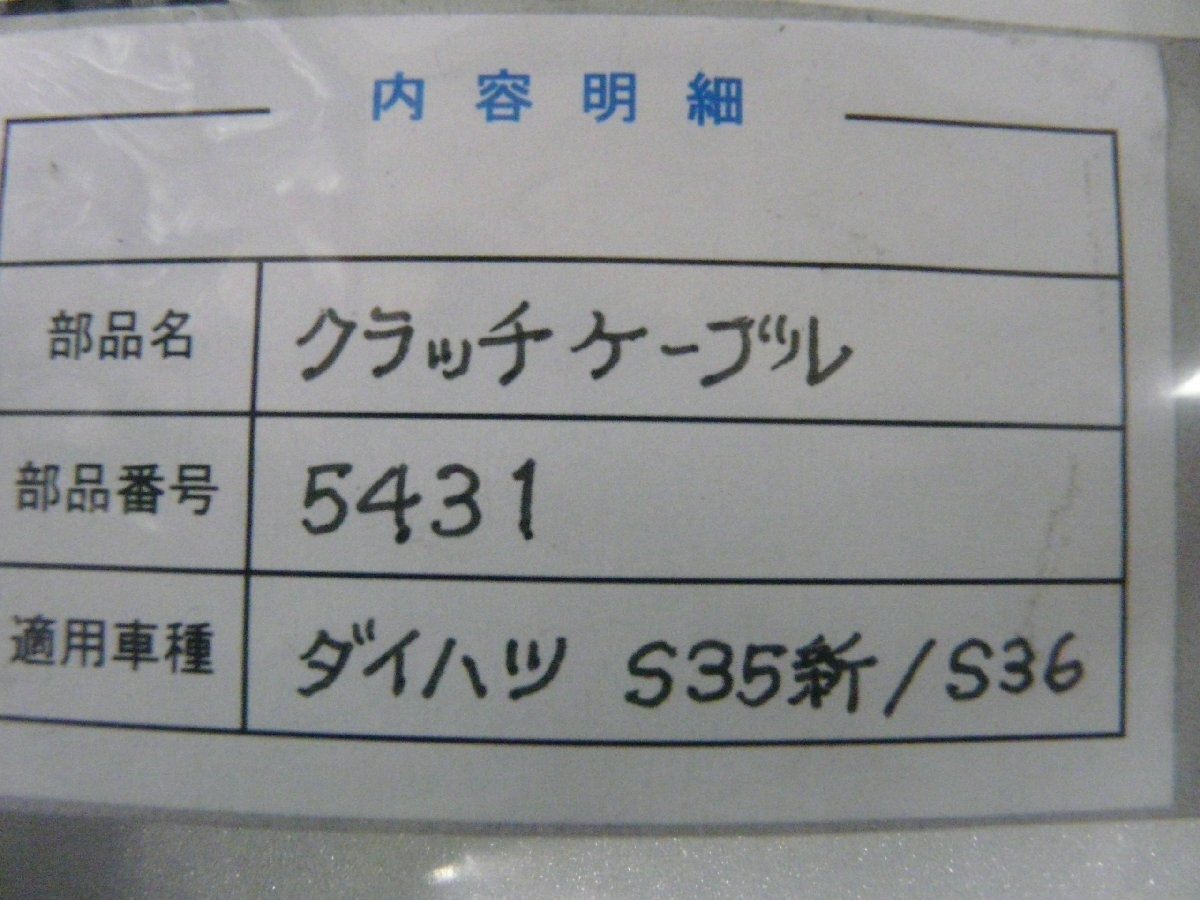 内容明細
部品名 クラッチケーブル
部品番号 5431
適用車種 ダイハツ S35新/S36